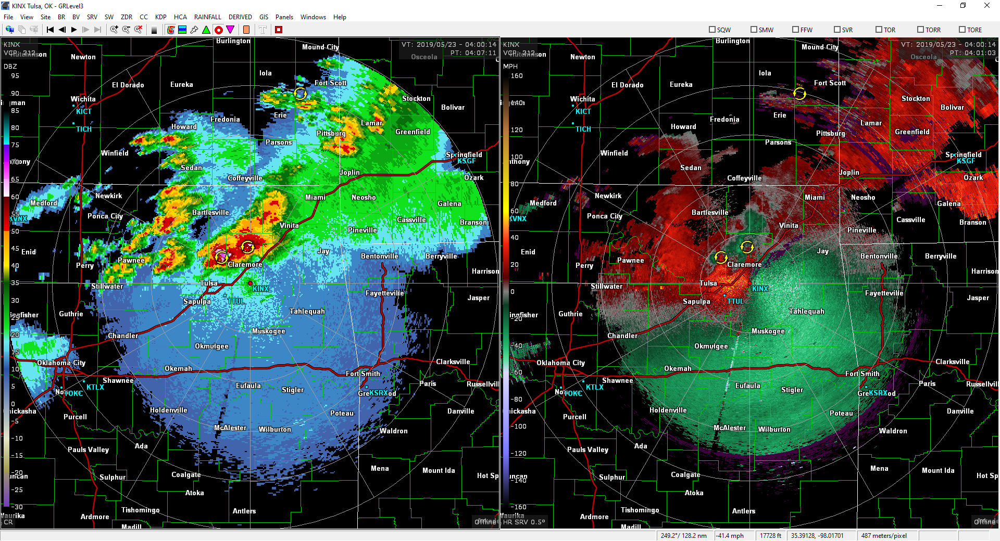 KINX Tulsa, OK - GRLevel3
File View Site BR BV SRV SW ZDR CC KDP HCA RAINFALL DERIVED GIS Panels Windows Help
SQW SMW FFW SVR TOR TORR TORE
KINX
VCP: 212
DBZ
VT: 2019/05/23 - 04:00:14
PT: 04:07:11
95
90
85
80
75
70
65
60
55
50
45
40
35
30
25
20
15
10
5
0
-5
-10
-15
-20
-25
-30
CR
Burlington
Mound City
Osceola
Newton
Iola
El Dorado
Eureka
Fort Scott
Wichita
KICT
Stockton
Bolivar
Erie
Fredonia
Howard
Lamar
TICH
Pittsburg
Greenfield
Parsons
Winfield
Springfield
KSGF
Sedan
Joplin
Coffeyville
Ozark
Newkirk
Miami
Neosho
Medford
Galena
Ponca City
Bartlesville
KVNX
Cassville
Branson
Vinita
Pineville
Enid
Jay
Bentonville
Berryville
Pawnee
Perry
Claremore
Harrison
Stillwater
Tulsa
KINX
Fayetteville
Jasper
Sapulpa
TTUL
Guthrie
Tahlequah
Muskogee
Chandler
Okmulgee
Oklahoma City
Clarksville
Okemah
Fort Smith
Shawnee
KTLX
Eufaula
Stigler
Paris
TOKC
KSRX
Holdenville
Poteau
Danville
Purcell
McAlester
Wilburton
Waldron
Ada
Pauls Valley
Mena
Mount Ida
Hot Sp
Sulphur
Coalgate
Atoka
Tishomingo
Antlers
Ardmore
Madill
Offline
KINX
VCP: 212
MPH
VT: 2019/05/23 - 04:00:14
PT: 04:01:03
160
140
120
100
80
60
40
20
0
-20
-40
-60
-80
-100
-120
-140
-160
HR SRV 0.5°
Burlington
Mound City
Osceola
Newton
Iola
El Dorado
Eureka
Fort Scott
Wichita
KICT
Stockton
Bolivar
Erie
Fredonia
Howard
Lamar
TICH
Pittsburg
Greenfield
Parsons
Winfield
Springfield
KSGF
Sedan
Joplin
Coffeyville
Ozark
Newkirk
Miami
Neosho
Medford
Galena
Ponca City
Bartlesville
KVNX
Cassville
Branson
Vinita
Pineville
Enid
Jay
Bentonville
Berryville
Pawnee
Perry
Claremore
Harrison
Stillwater
Tulsa
KINX
Fayetteville
Jasper
Sapulpa
TTUL
Guthrie
Tahlequah
Muskogee
Chandler
Okmulgee
Oklahoma City
Clarksville
Okemah
Fort Smith
Shawnee
KTLX
Eufaula
Stigler
Paris
TOKC
KSRX
Holdenville
Poteau
Danville
Purcell
McAlester
Wilburton
Waldron
Ada
Pauls Valley
Mena
Mount Ida
Hot Sp
Sulphur
Coalgate
Atoka
Tishomingo
Antlers
Ardmore
Madill
Offline
249.2°/ 128.2 nm -41.4 mph 17728 ft 35.39128, -98.01701 487 meters/pixel